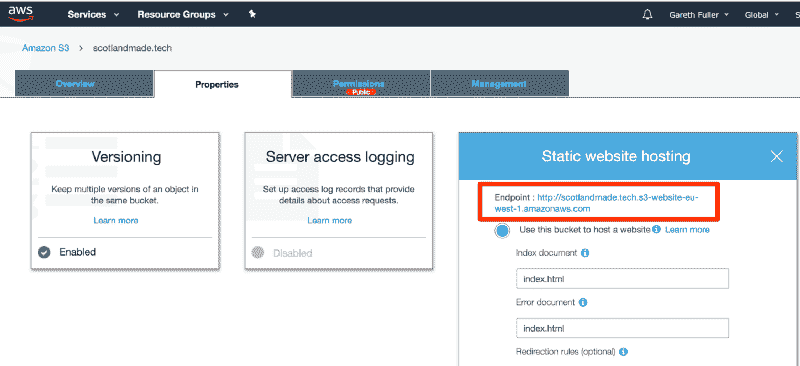 aws Services Resource Groups Gareth Fuller Global S
Amazon S3 > scotlandmade.tech
Overview Properties Permissions Management
Public
Versioning
Keep multiple versions of an object in
the same bucket.
Learn more
Enabled
Server access logging
Set up access log records that provide
details about access requests.
Learn more
Disabled
Static website hosting
Endpoint : http://scotlandmade.tech.s3-website-eu-
west-1.amazonaws.com
Use this bucket to host a website Learn more
Index document
index.html
Error document
index.html
Redirection rules (optional)